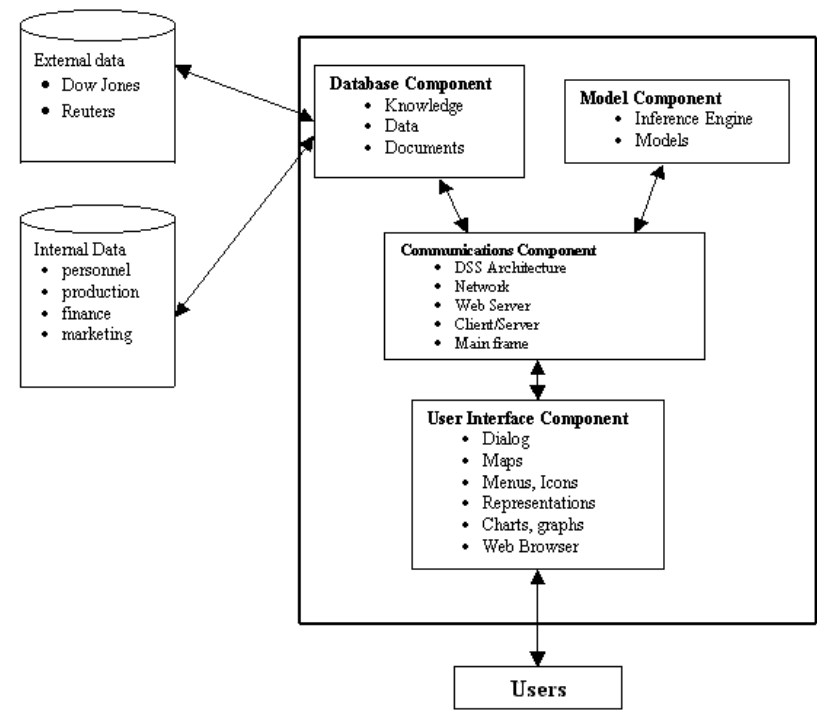 External data
• Dow Jones
• Reuters
Internal Data
• personnel
• production
• finance
• marketing
Database Component
• Knowledge
• Data
• Documents
Model Component
• Inference Engine
• Models
Communications Component
• DSS Architecture
• Network
• Web Server
• Client/Server
• Main frame
User Interface Component
• Dialog
• Maps
• Menus, Icons
• Representations
• Charts, graphs
• Web Browser
Users